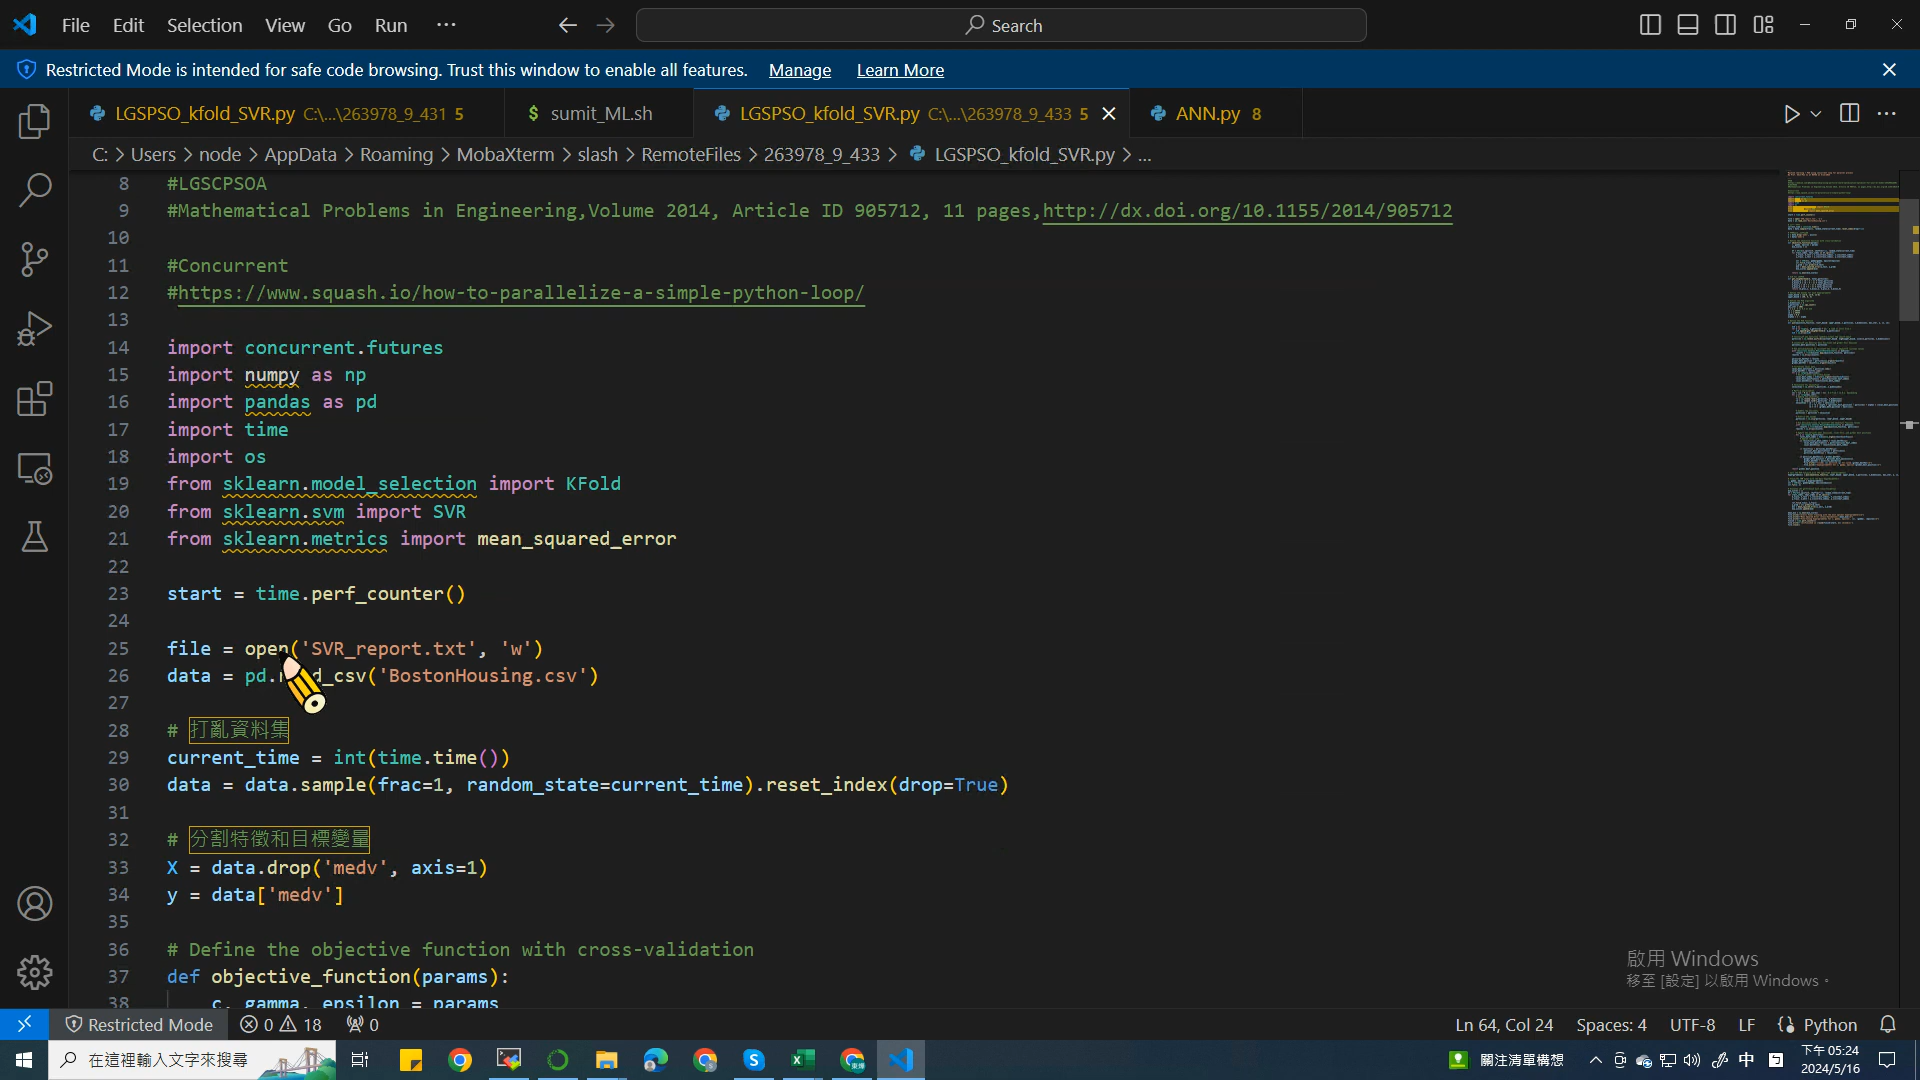 File Edit Selection View Go Run ··· Search
Restricted Mode is intended for safe code browsing. Trust this window to enable all features. Manage Learn More
LGSPSO_kfold_SVR.py C:\...\263978_9_431 5 $ sumit_ML.sh LGSPSO_kfold_SVR.py C:\...\263978_9_433 5 ANN.py 8
C: > Users > node > AppData > Roaming > MobaXterm > slash > RemoteFiles > 263978_9_433 > LGSPSO_kfold_SVR.py > ...
8 #LGSCPSOA
9 #Mathematical Problems in Engineering,Volume 2014, Article ID 905712, 11 pages,http://dx.doi.org/10.1155/2014/905712
10
11 #Concurrent
12 #https://www.squash.io/how-to-parallelize-a-simple-python-loop/
13
14 import concurrent.futures
15 import numpy as np
16 import pandas as pd
17 import time
18 import os
19 from sklearn.model_selection import KFold
20 from sklearn.svm import SVR
21 from sklearn.metrics import mean_squared_error
22
23 start = time.perf_counter()
24
25 file = open('SVR_report.txt', 'w')
26 data = pd.r d_csv('BostonHousing.csv')
27
28 # 打亂資料集
29 current_time = int(time.time())
30 data = data.sample(frac=1, random_state=current_time).reset_index(drop=True)
31
32 # 分割特徵和目標變量
33 X = data.drop('medv', axis=1)
34 y = data['medv']
35
36 # Define the objective function with cross-validation
37 def objective_function(params):
38 c, gamma, epsilon = params
啟用 Windows
移至 [設定] 以啟用 Windows。
Restricted Mode 0 18 0 Ln 64, Col 24 Spaces: 4 UTF-8 LF Python
在這裡輸入文字來搜尋 關注清單構想 中 下午 05:24
2024/5/16